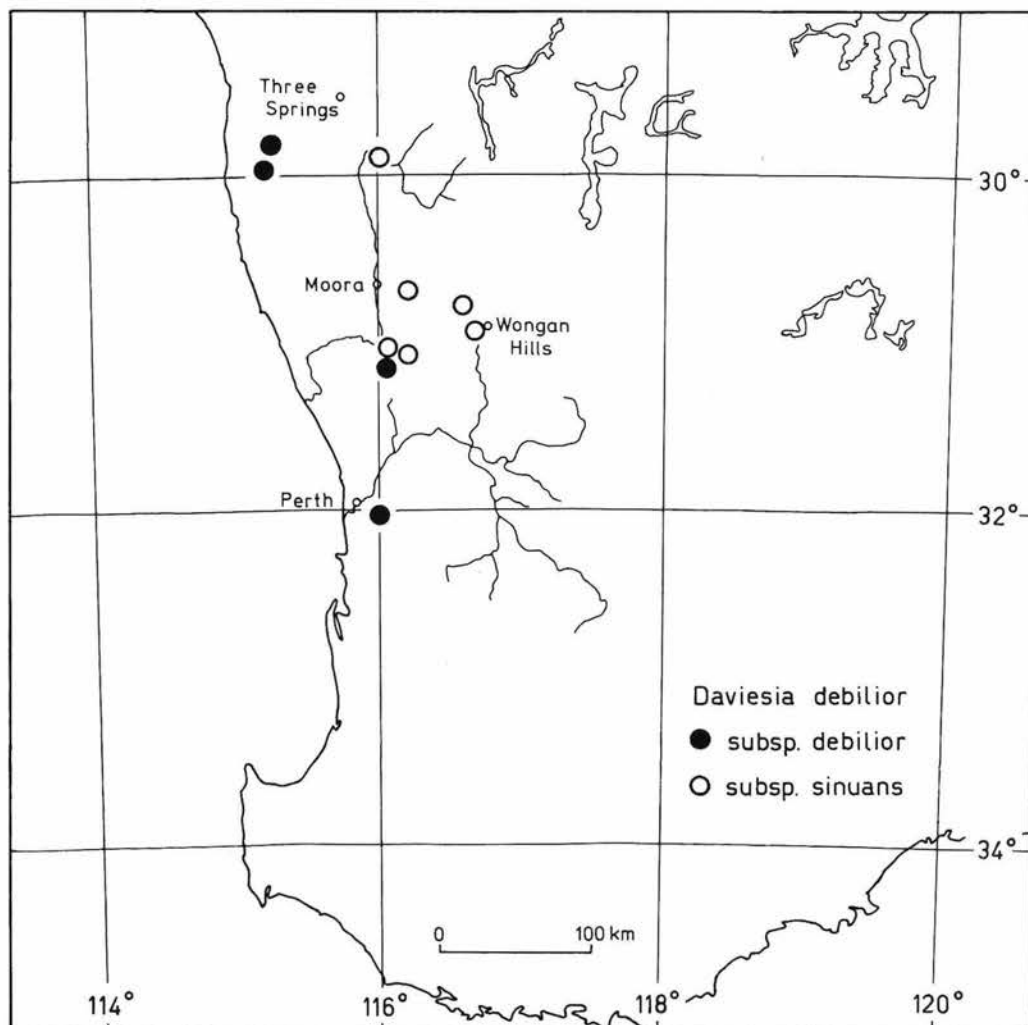 Three
Springs
30°
Moora
Wongan
Hills
Perth
32°
Daviesia debilior
subsp. debilior
subsp. sinuans
34°
0 100 km
114° 116° 118° 120°